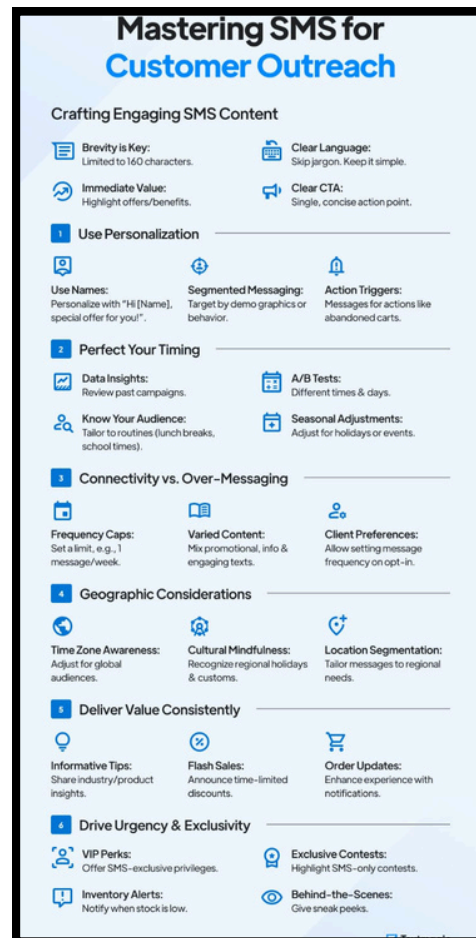 Mastering SMS for
Customer Outreach
Crafting Engaging SMS Content
Brevity is Key:
Limited to 160 characters.
Clear Language:
Skip jargon. Keep it simple.
Immediate Value:
Highlight offers/benefits.
Clear CTA:
Single, concise action point.
1 Use Personalization
Use Names:
Personalize with "Hi [Name],
special offer for you!".
Segmented Messaging:
Target by demo graphics or
behavior.
Action Triggers:
Messages for actions like
abandoned carts.
2 Perfect Your Timing
Data Insights:
Review past campaigns.
A/B Tests:
Different times & days.
Know Your Audience:
Tailor to routines (lunch breaks,
school times).
Seasonal Adjustments:
Adjust for holidays or events.
3 Connectivity vs. Over-Messaging
Frequency Caps:
Set a limit, e.g., 1
message/week.
Varied Content:
Mix promotional, info &
engaging texts.
Client Preferences:
Allow setting message
frequency on opt-in.
4 Geographic Considerations
Time Zone Awareness:
Adjust for global
audiences.
Cultural Mindfulness:
Recognize regional holidays
& customs.
Location Segmentation:
Tailor messages to regional
needs.
5 Deliver Value Consistently
Informative Tips:
Share industry/product
insights.
Flash Sales:
Announce time-limited
discounts.
Order Updates:
Enhance experience with
notifications.
6 Drive Urgency & Exclusivity
VIP Perks:
Offer SMS-exclusive privileges.
Exclusive Contests:
Highlight SMS-only contests.
Inventory Alerts:
Notify when stock is low.
Behind-the-Scenes:
Give sneak peeks.